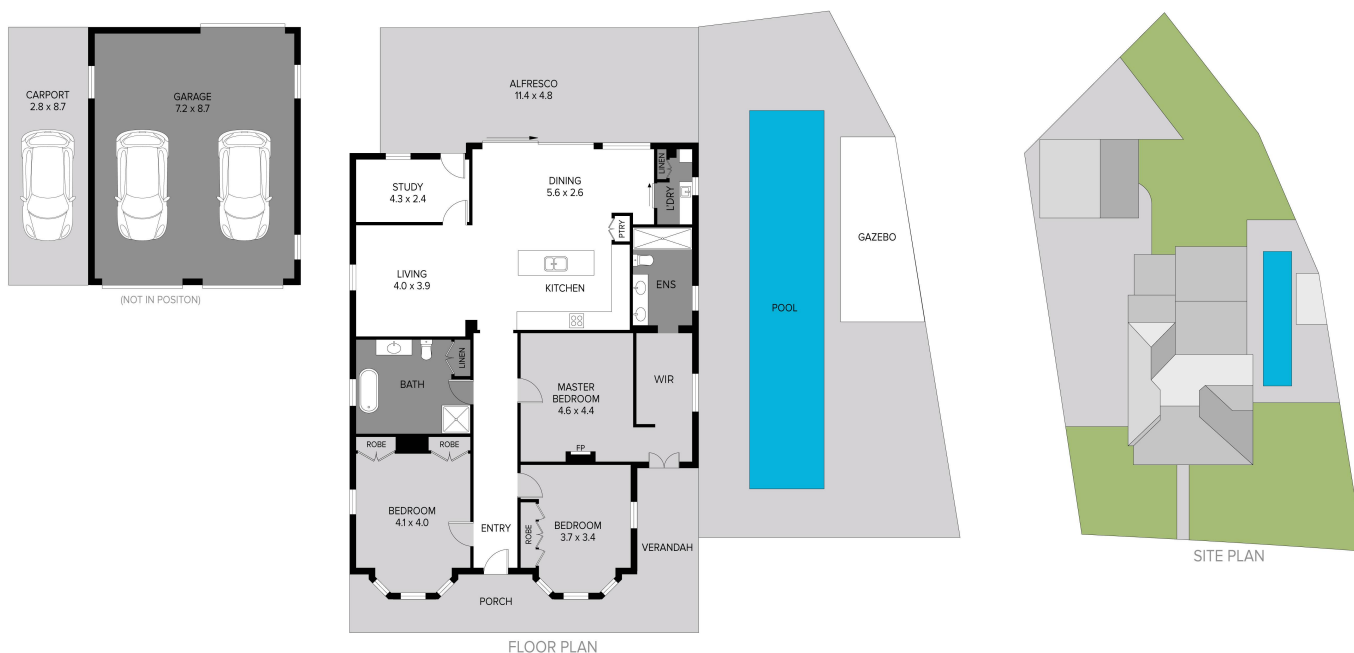 CARPORT
2.8 x 8.7
GARAGE
7.2 x 8.7
(NOT IN POSITON)
ALFRESCO
11.4 x 4.8
STUDY
4.3 x 2.4
DINING
5.6 x 2.6
LINEN
L'DRY
PTRY
LIVING
4.0 x 3.9
KITCHEN
ENS
GAZEBO
POOL
BATH
LINEN
MASTER
BEDROOM
4.6 x 4.4
WIR
FP
ROBE
ROBE
BEDROOM
4.1 x 4.0
ENTRY
ROBE
BEDROOM
3.7 x 3.4
VERANDAH
PORCH
FLOOR PLAN
SITE PLAN